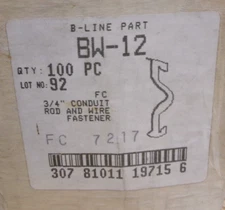 B-LINE PART
BW-12
QTY: 100 PC
LOT NO: 92
FC
3/4" CONDUIT
ROD AND WIRE
FASTENER
FC 7217
307 81011 19715 6